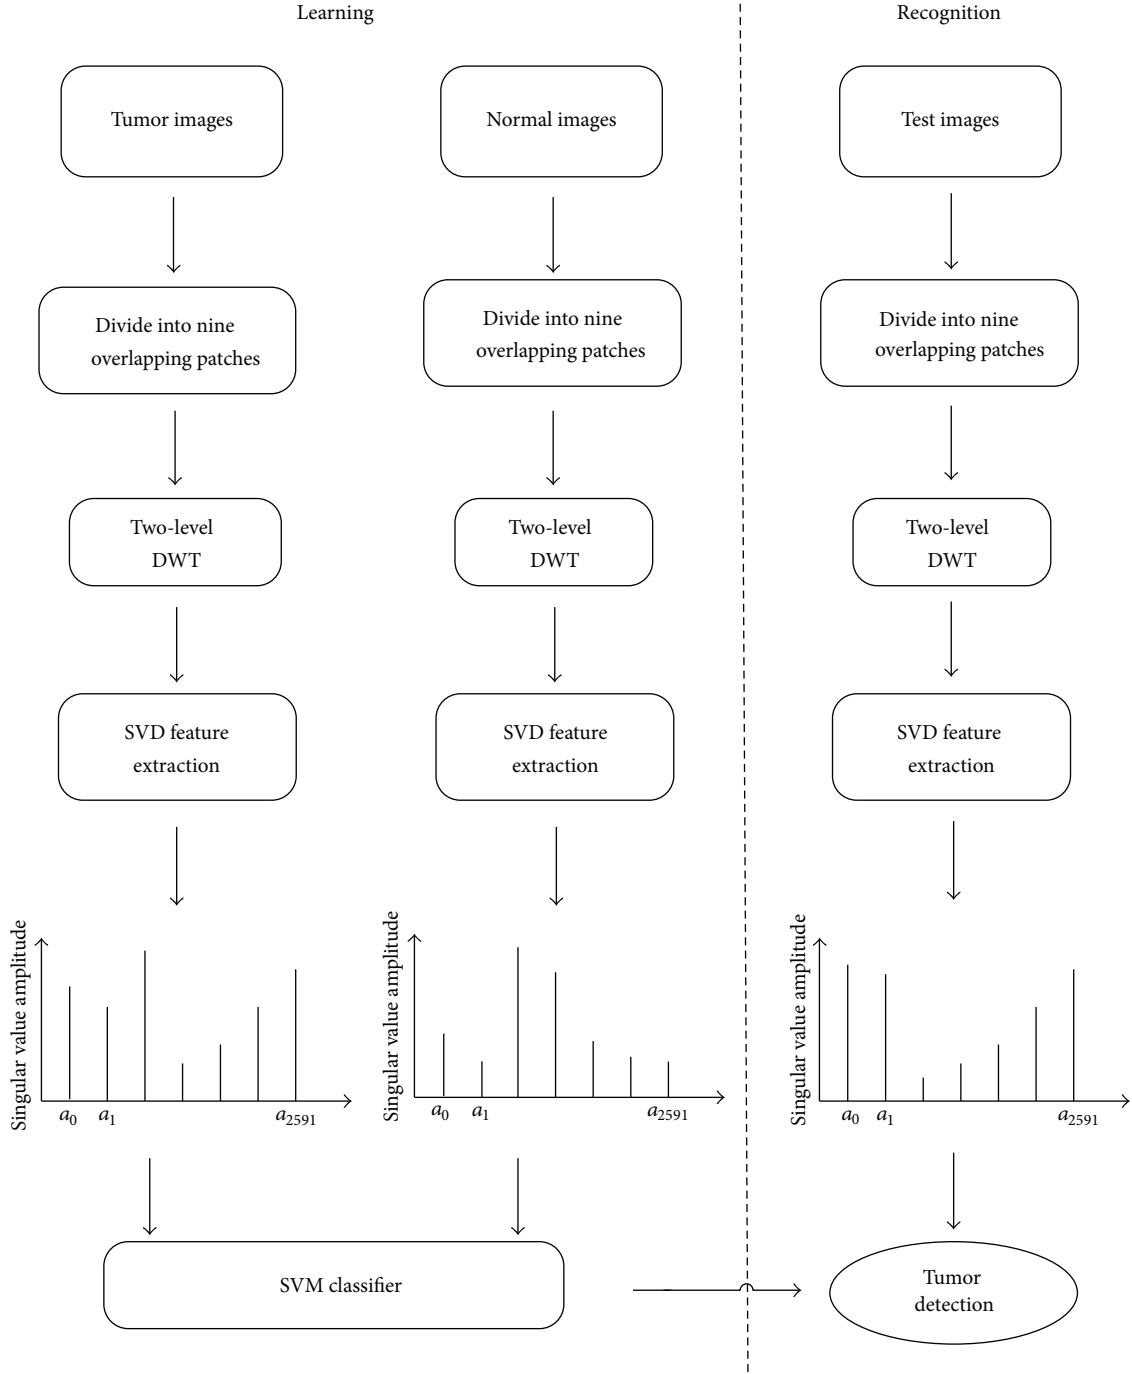 Learning
Recognition
Tumor images
Normal images
Test images
Divide into nine
overlapping patches
Divide into nine
overlapping patches
Divide into nine
overlapping patches
Two-level
DWT
Two-level
DWT
Two-level
DWT
SVD feature
extraction
SVD feature
extraction
SVD feature
extraction
Singular value amplitude
a0 a1 a2591
Singular value amplitude
a0 a1 a2591
Singular value amplitude
a0 a1 a2591
SVM classifier
Tumor
detection